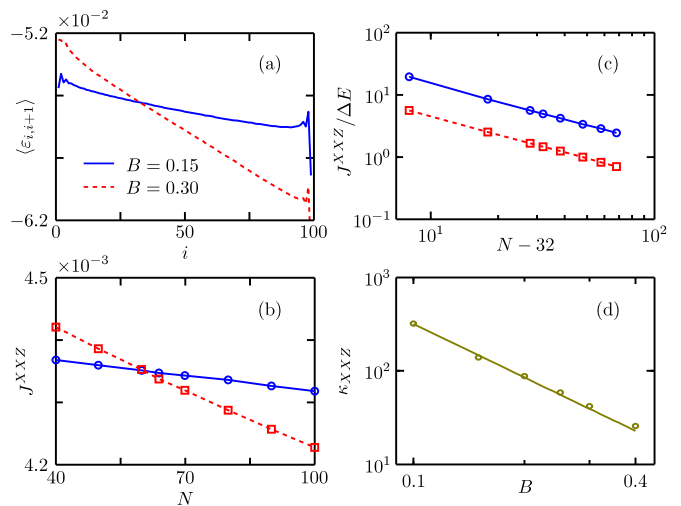 ×10⁻²
−5.2
(a)
⟨ε_{i,i+1}⟩
B = 0.15
B = 0.30
−6.2
0 50 100
i
10²
(c)
10¹
J^{XXZ}/ΔE
10⁰
10⁻¹
10¹ 10²
N − 32
×10⁻³
4.5
(b)
J^{XXZ}
4.2
40 70 100
N
10³
(d)
κ_{XXZ}
10²
10¹
0.1 0.4
B